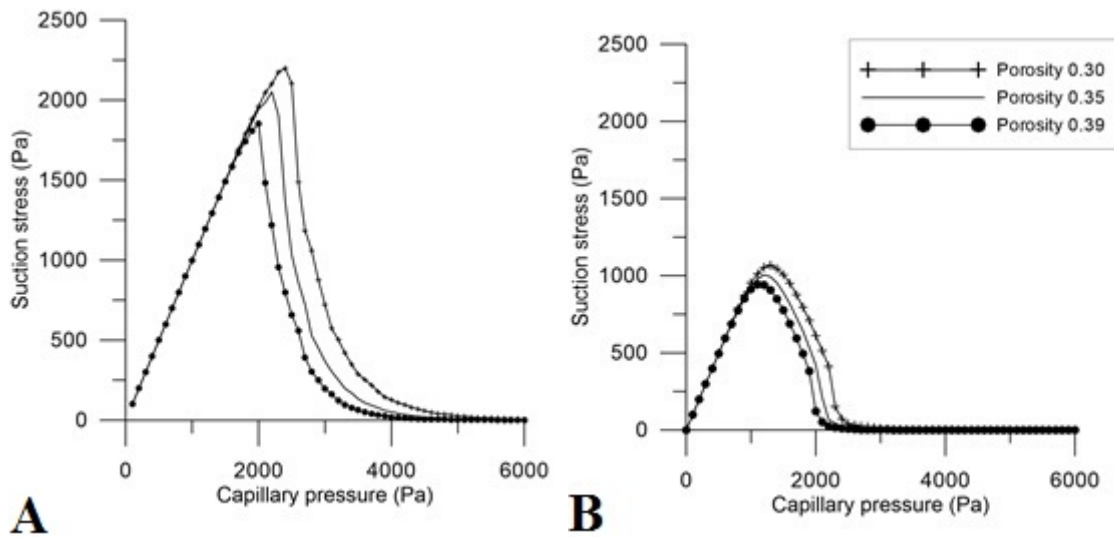 2500
2000
1500
1000
500
0
Suction stress (Pa)
0
2000
4000
6000
Capillary pressure (Pa)
A
2500
2000
1500
1000
500
0
Suction stress (Pa)
0
2000
4000
6000
Capillary pressure (Pa)
B
Porosity 0.30
Porosity 0.35
Porosity 0.39